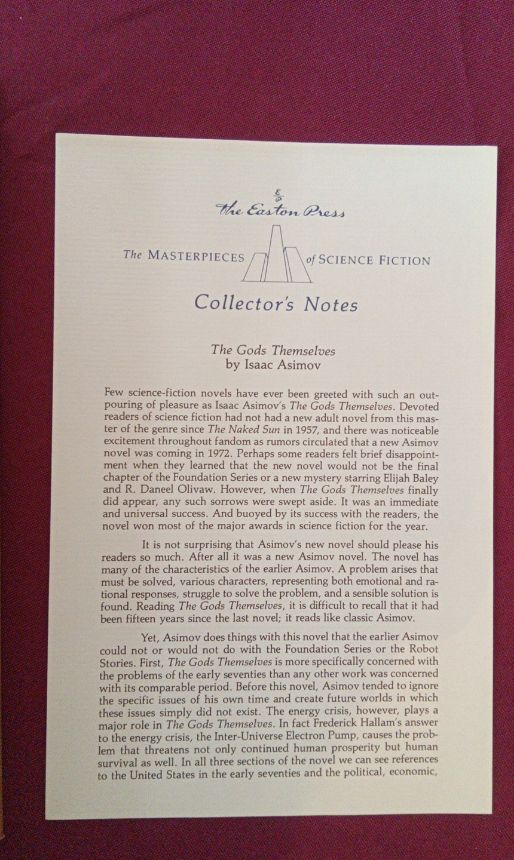 The Easton Press
The MASTERPIECES of SCIENCE FICTION
Collector's Notes
The Gods Themselves
by Isaac Asimov
Few science-fiction novels have ever been greeted with such an out-
pouring of pleasure as Isaac Asimov's The Gods Themselves. Devoted
readers of science fiction had not had a new adult novel from this mas-
ter of the genre since The Naked Sun in 1957, and there was noticeable
excitement throughout fandom as rumors circulated that a new Asimov
novel was coming in 1972. Perhaps some readers felt brief disappoint-
ment when they learned that the new novel would not be the final
chapter of the Foundation Series or a new mystery starring Elijah Baley
and R. Daneel Olivaw. However, when The Gods Themselves finally
did appear, any such sorrows were swept aside. It was an immediate
and universal success. And buoyed by its success with the readers, the
novel won most of the major awards in science fiction for the year.
It is not surprising that Asimov's new novel should please his
readers so much. After all it was a new Asimov novel. The novel has
many of the characteristics of the earlier Asimov. A problem arises that
must be solved, various characters, representing both emotional and ra-
tional responses, struggle to solve the problem, and a sensible solution is
found. Reading The Gods Themselves, it is difficult to recall that it had
been fifteen years since the last novel; it reads like classic Asimov.
Yet, Asimov does things with this novel that the earlier Asimov
could not or would not do with the Foundation Series or the Robot
Stories. First, The Gods Themselves is more specifically concerned with
the problems of the early seventies than any other work was concerned
with its comparable period. Before this novel, Asimov tended to ignore
the specific issues of his own time and create future worlds in which
these issues simply did not exist. The energy crisis, however, plays a
major role in The Gods Themselves. In fact Frederick Hallam's answer
to the energy crisis, the Inter-Universe Electron Pump, causes the prob-
lem that threatens not only continued human prosperity but human
survival as well. In all three sections of the novel we can see references
to the United States in the early seventies and the political, economic,